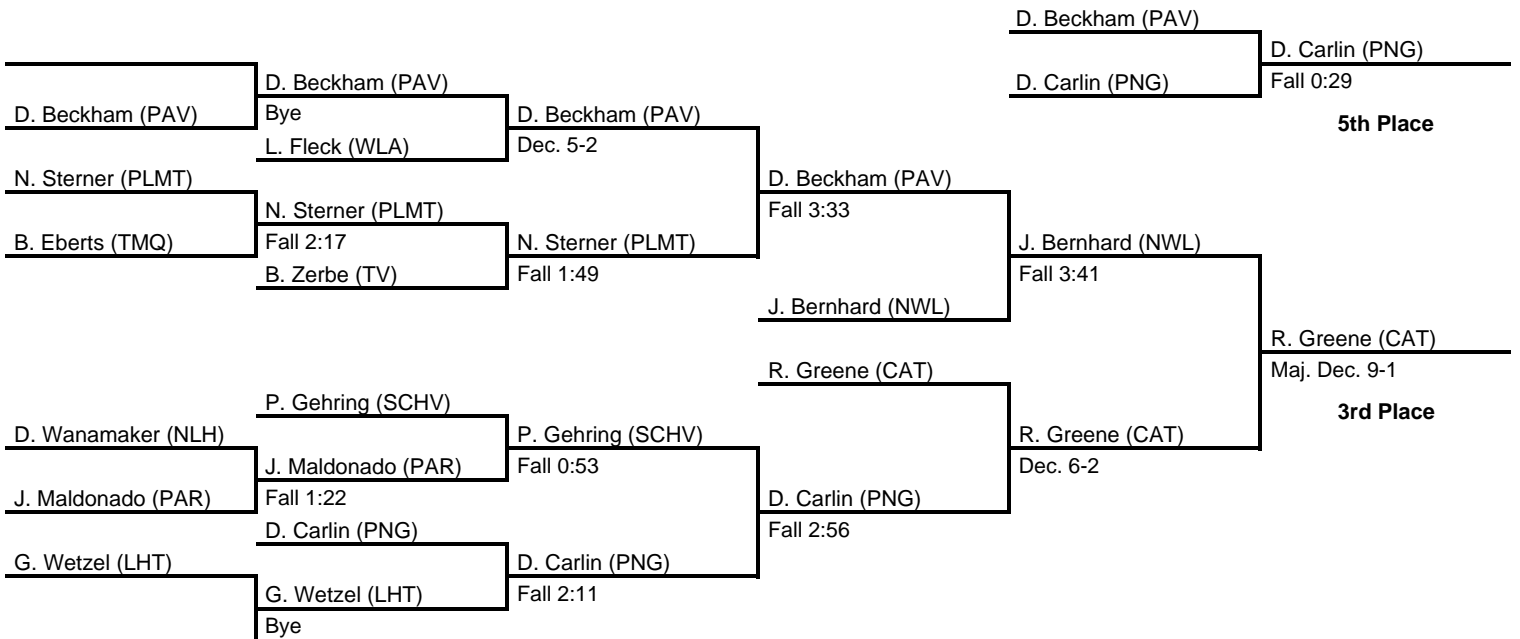 D. Beckham (PAV)
D. Carlin (PNG)
D. Carlin (PNG)
Fall 0:29
5th Place
D. Beckham (PAV)
D. Beckham (PAV)
Bye
D. Beckham (PAV)
L. Fleck (WLA)
Dec. 5-2
N. Sterner (PLMT)
D. Beckham (PAV)
N. Sterner (PLMT)
Fall 3:33
B. Eberts (TMQ)
Fall 2:17
N. Sterner (PLMT)
J. Bernhard (NWL)
B. Zerbe (TV)
Fall 1:49
Fall 3:41
J. Bernhard (NWL)
R. Greene (CAT)
R. Greene (CAT)
Maj. Dec. 9-1
3rd Place
P. Gehring (SCHV)
D. Wanamaker (NLH)
P. Gehring (SCHV)
R. Greene (CAT)
J. Maldonado (PAR)
Fall 0:53
Dec. 6-2
J. Maldonado (PAR)
Fall 1:22
D. Carlin (PNG)
D. Carlin (PNG)
Fall 2:56
G. Wetzel (LHT)
D. Carlin (PNG)
G. Wetzel (LHT)
Fall 2:11
Bye